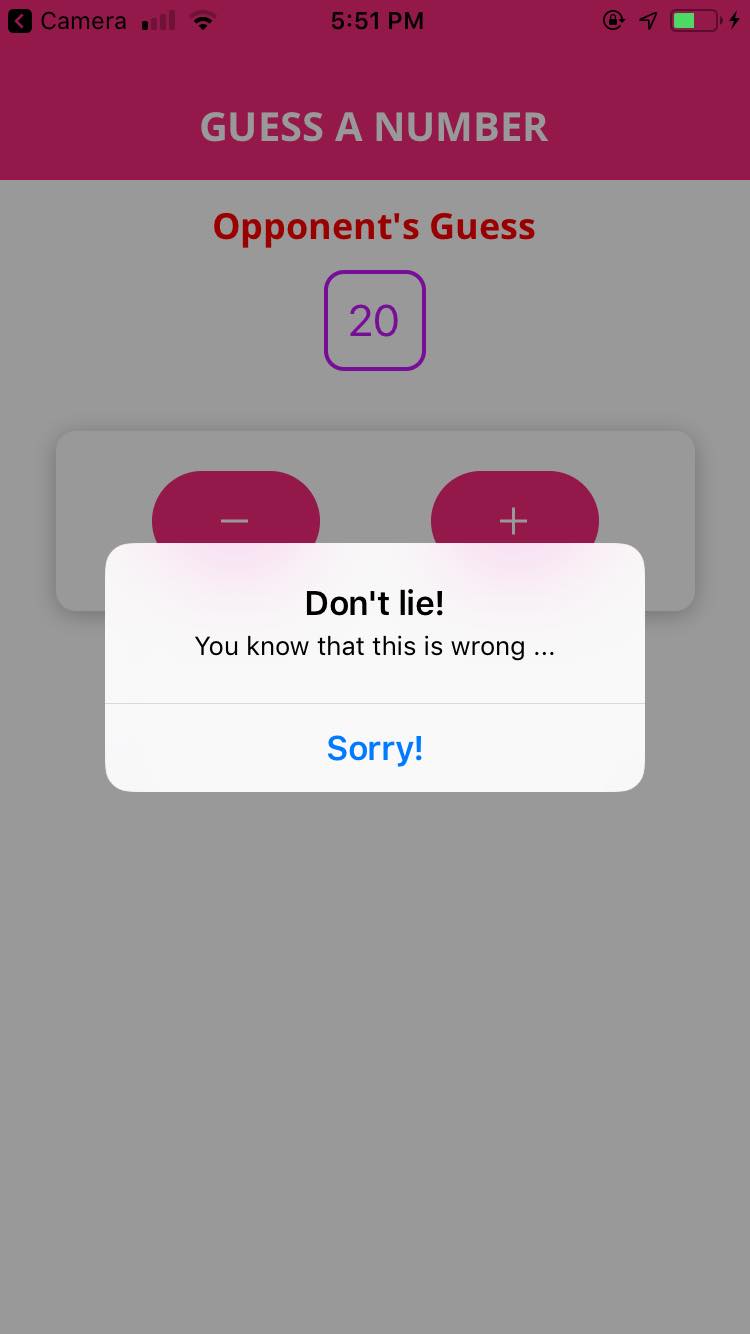 Camera 5:51 PM
GUESS A NUMBER
Opponent's Guess
20
Don't lie!
You know that this is wrong ...
Sorry!